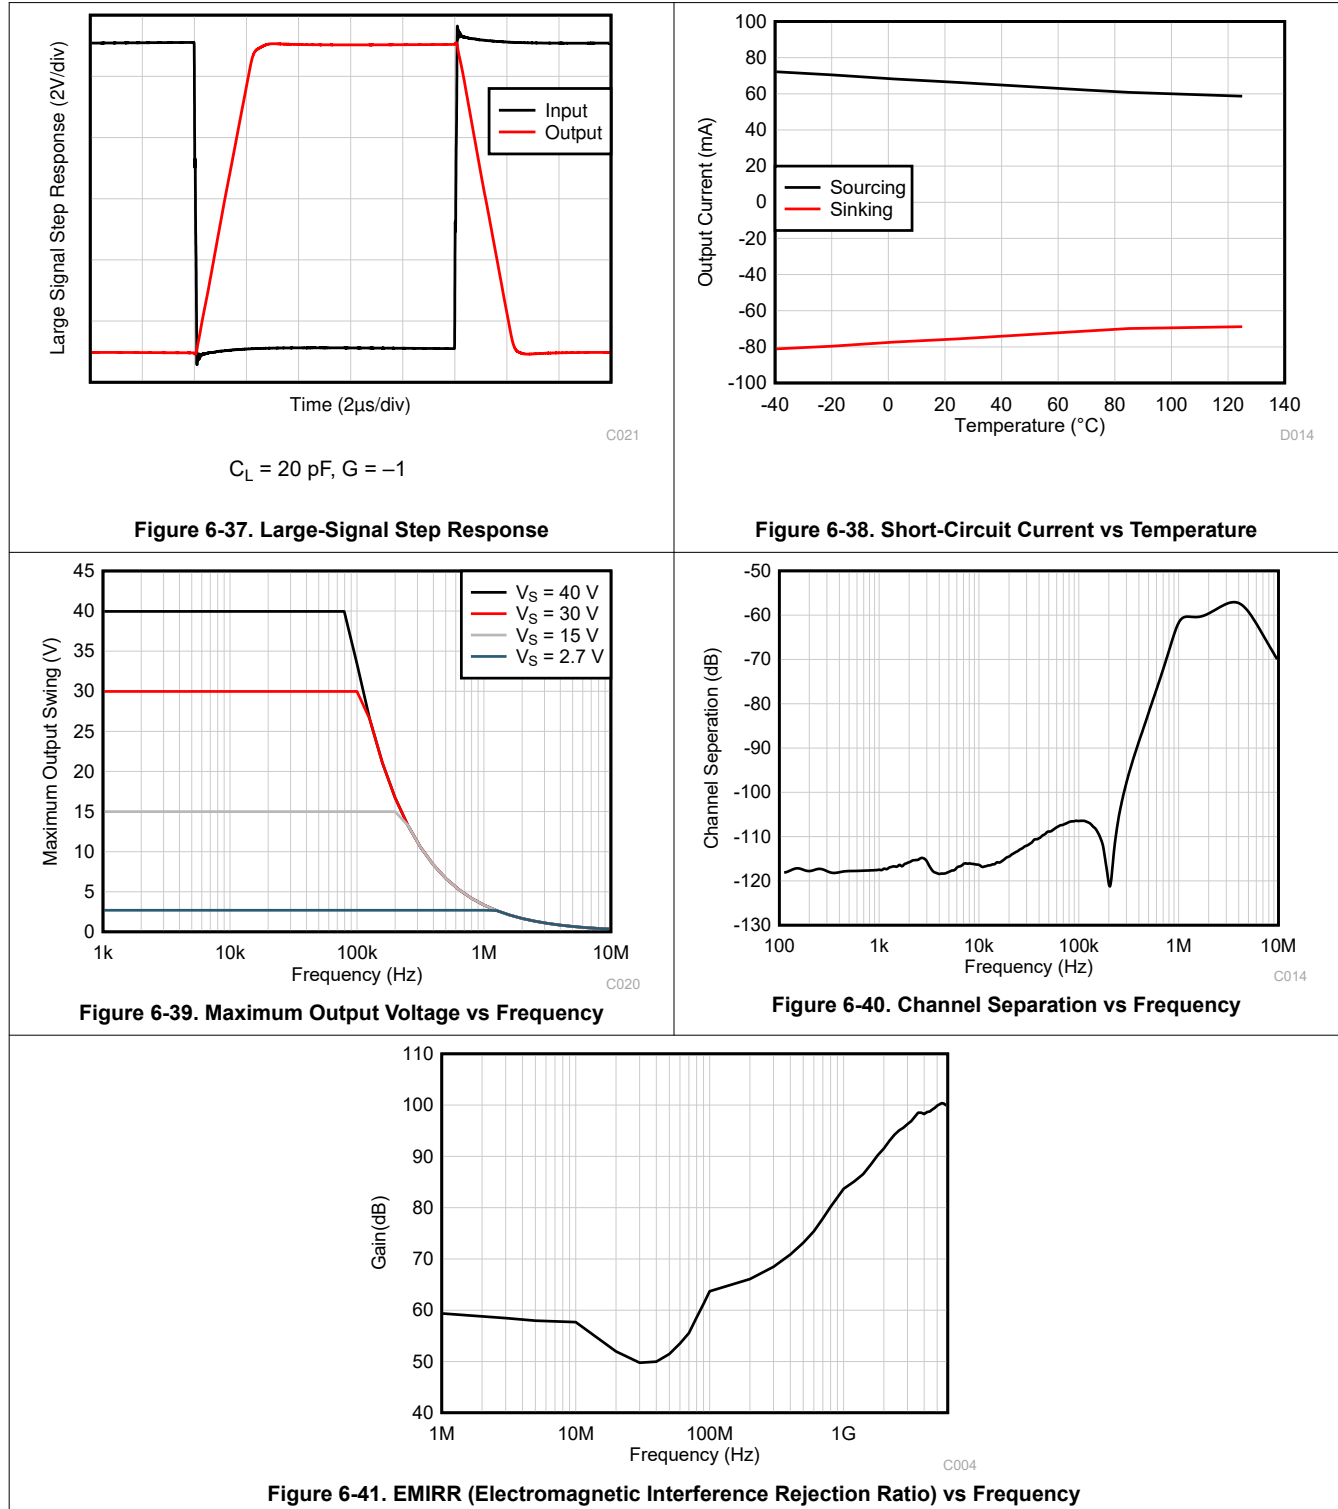 Large Signal Step Response (2V/div)
Input
Output
Time (2µs/div)
C021
C_L = 20 pF, G = –1
Figure 6-37. Large-Signal Step Response
Output Current (mA)
100
80
60
40
20
0
-20
-40
-60
-80
-100
Sourcing
Sinking
-40 -20 0 20 40 60 80 100 120 140
Temperature (°C)
D014
Figure 6-38. Short-Circuit Current vs Temperature
Maximum Output Swing (V)
45
40
35
30
25
20
15
10
5
0
V_S = 40 V
V_S = 30 V
V_S = 15 V
V_S = 2.7 V
1k 10k 100k 1M 10M
Frequency (Hz)
C020
Figure 6-39. Maximum Output Voltage vs Frequency
Channel Seperation (dB)
-50
-60
-70
-80
-90
-100
-110
-120
-130
100 1k 10k 100k 1M 10M
Frequency (Hz)
C014
Figure 6-40. Channel Separation vs Frequency
Gain(dB)
110
100
90
80
70
60
50
40
1M 10M 100M 1G
Frequency (Hz)
C004
Figure 6-41. EMIRR (Electromagnetic Interference Rejection Ratio) vs Frequency